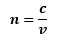 n = c/v